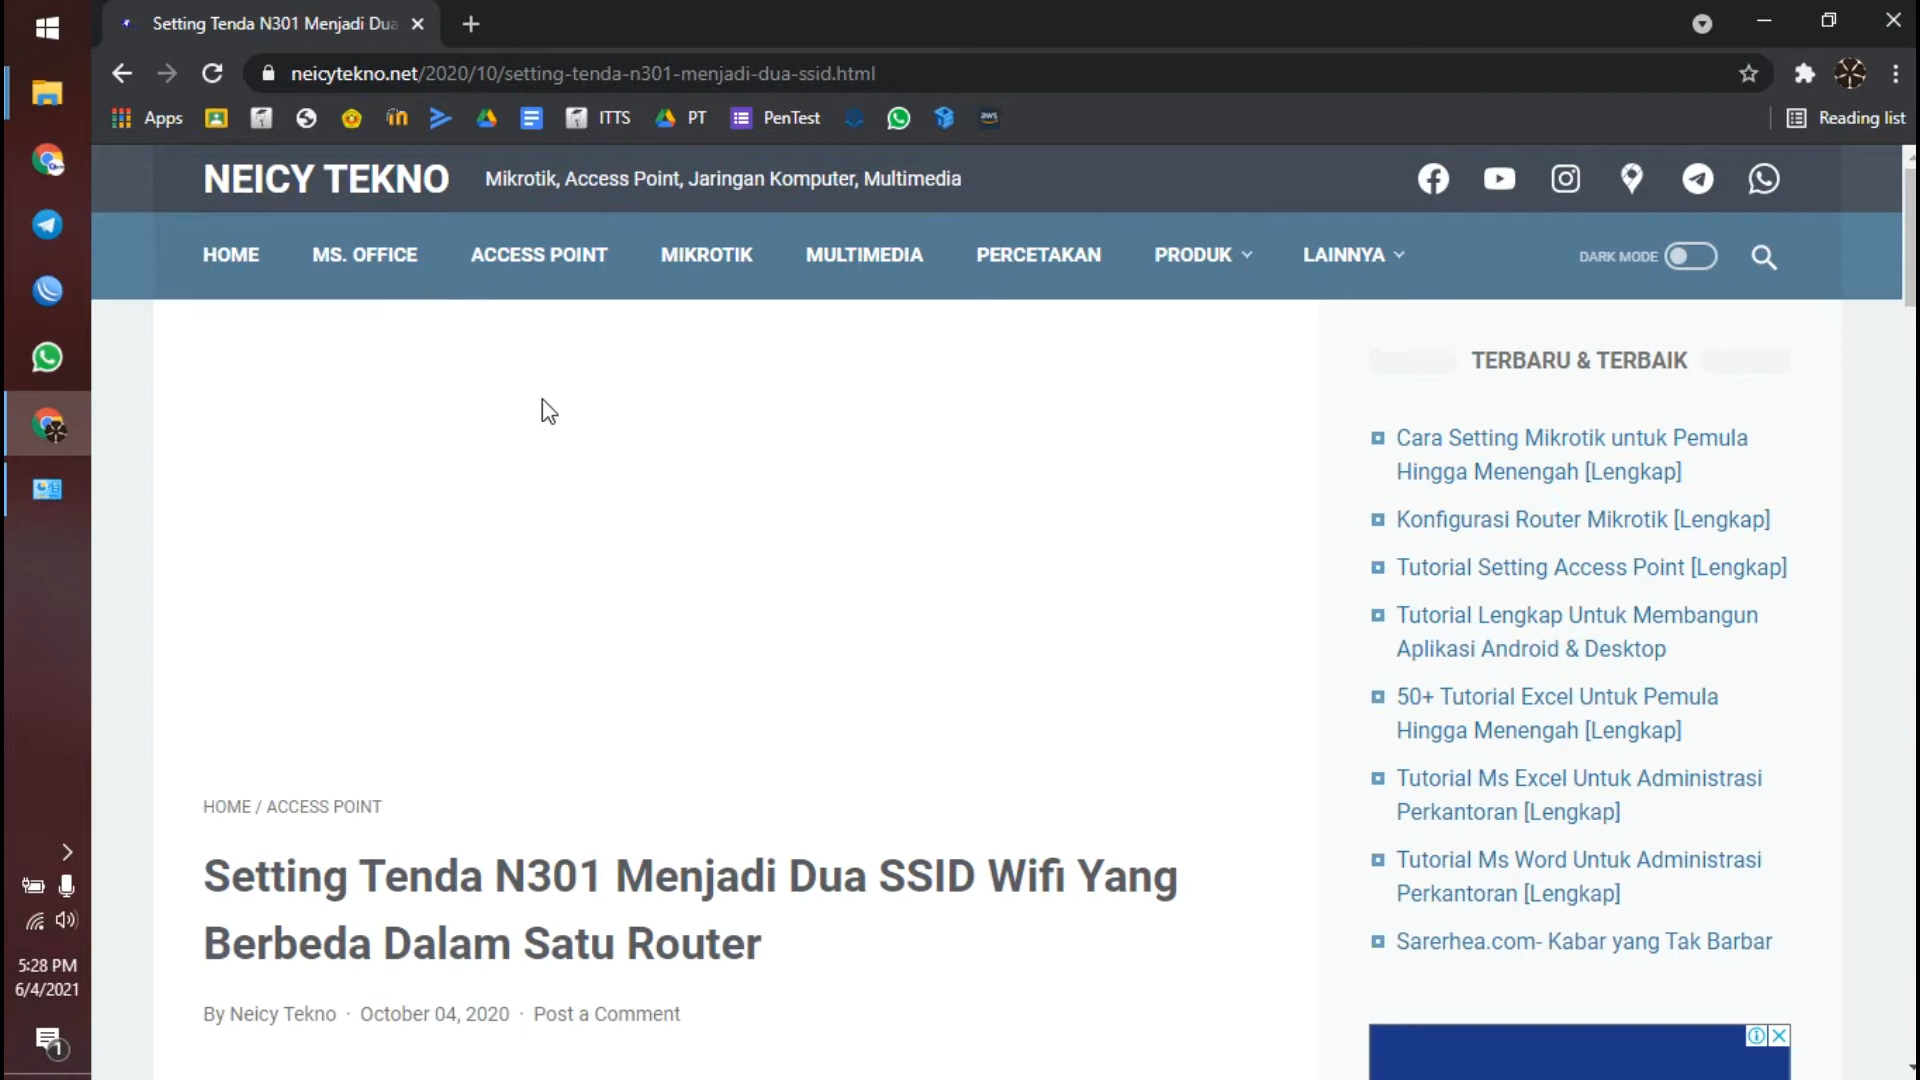 Setting Tenda N301 Menjadi Dua
neicytekno.net/2020/10/setting-tenda-n301-menjadi-dua-ssid.html
Apps
ITTS
PT
PenTest
aws
Reading list
NEICY TEKNO
Mikrotik, Access Point, Jaringan Komputer, Multimedia
HOME
MS. OFFICE
ACCESS POINT
MIKROTIK
MULTIMEDIA
PERCETAKAN
PRODUK
LAINNYA
DARK MODE
HOME / ACCESS POINT
Setting Tenda N301 Menjadi Dua SSID Wifi Yang
Berbeda Dalam Satu Router
By Neicy Tekno · October 04, 2020 · Post a Comment
TERBARU & TERBAIK
Cara Setting Mikrotik untuk Pemula
Hingga Menengah [Lengkap]
Konfigurasi Router Mikrotik [Lengkap]
Tutorial Setting Access Point [Lengkap]
Tutorial Lengkap Untuk Membangun
Aplikasi Android & Desktop
50+ Tutorial Excel Untuk Pemula
Hingga Menengah [Lengkap]
Tutorial Ms Excel Untuk Administrasi
Perkantoran [Lengkap]
Tutorial Ms Word Untuk Administrasi
Perkantoran [Lengkap]
Sarerhea.com- Kabar yang Tak Barbar
5:28 PM
6/4/2021
1